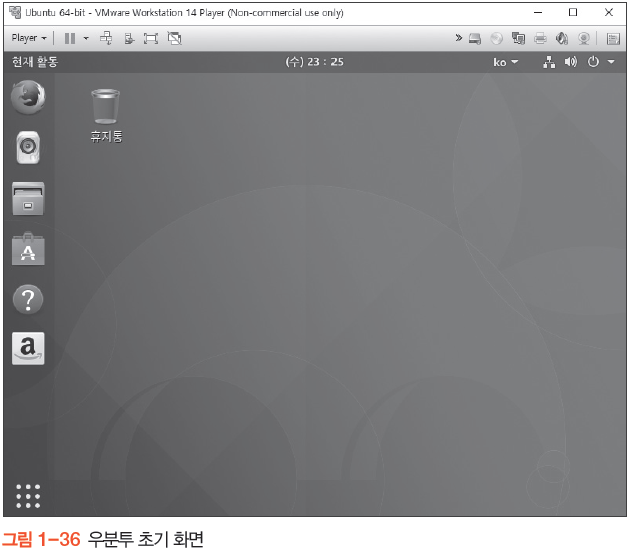 Ubuntu 64-bit - VMware Workstation 14 Player (Non-commercial use only)
Player
현재 활동
(수) 23 : 25
ko
휴지통
A
?
a
그림 1-36 우분투 초기 화면